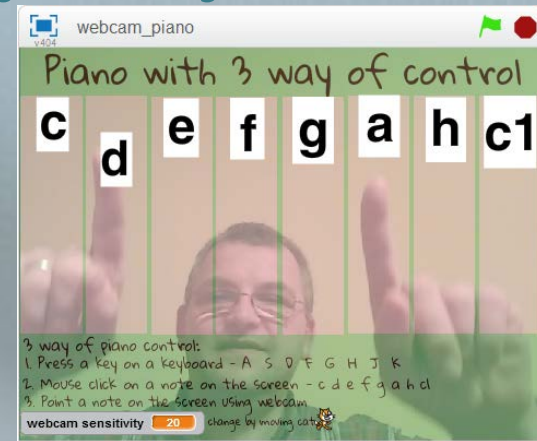 webcam_piano
v404
Piano with 3 way of control
c d e f g a h c1
3 way of piano control:
1. Press a key on a keyboard - A S D F G H J K
2. Mouse click on a note on the screen - c d e f g a h c1
3. Point a note on the screen using webcam
webcam sensitivity 20 change by moving cat